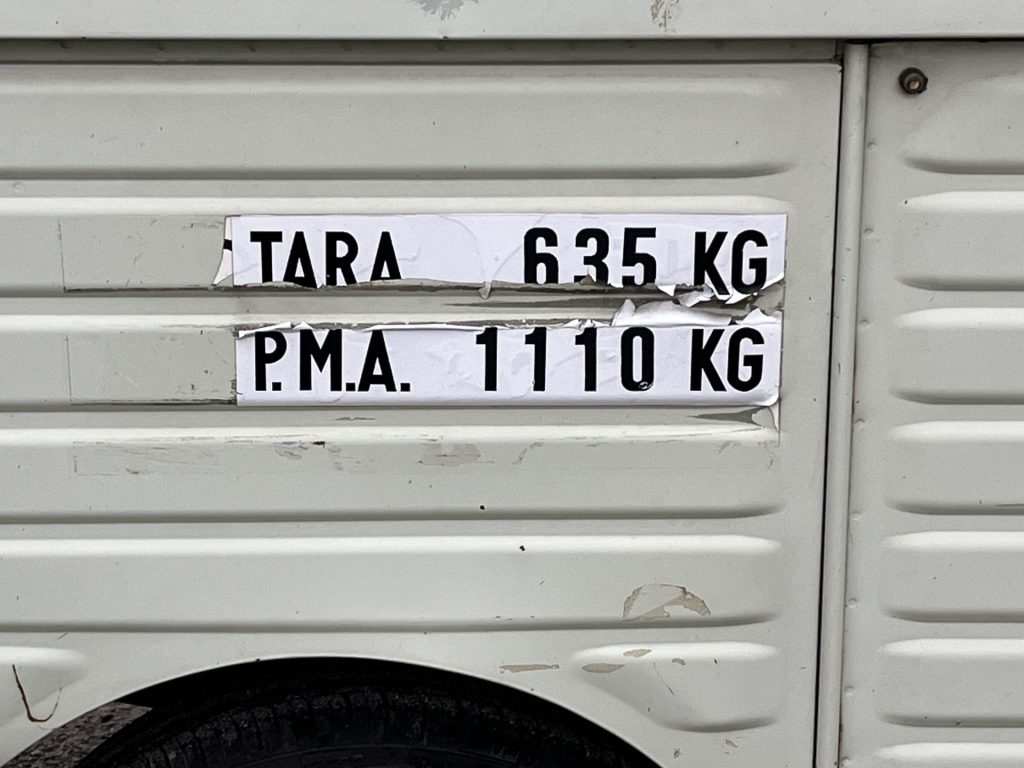 TARA 635 KG
P.M.A. 1110 KG